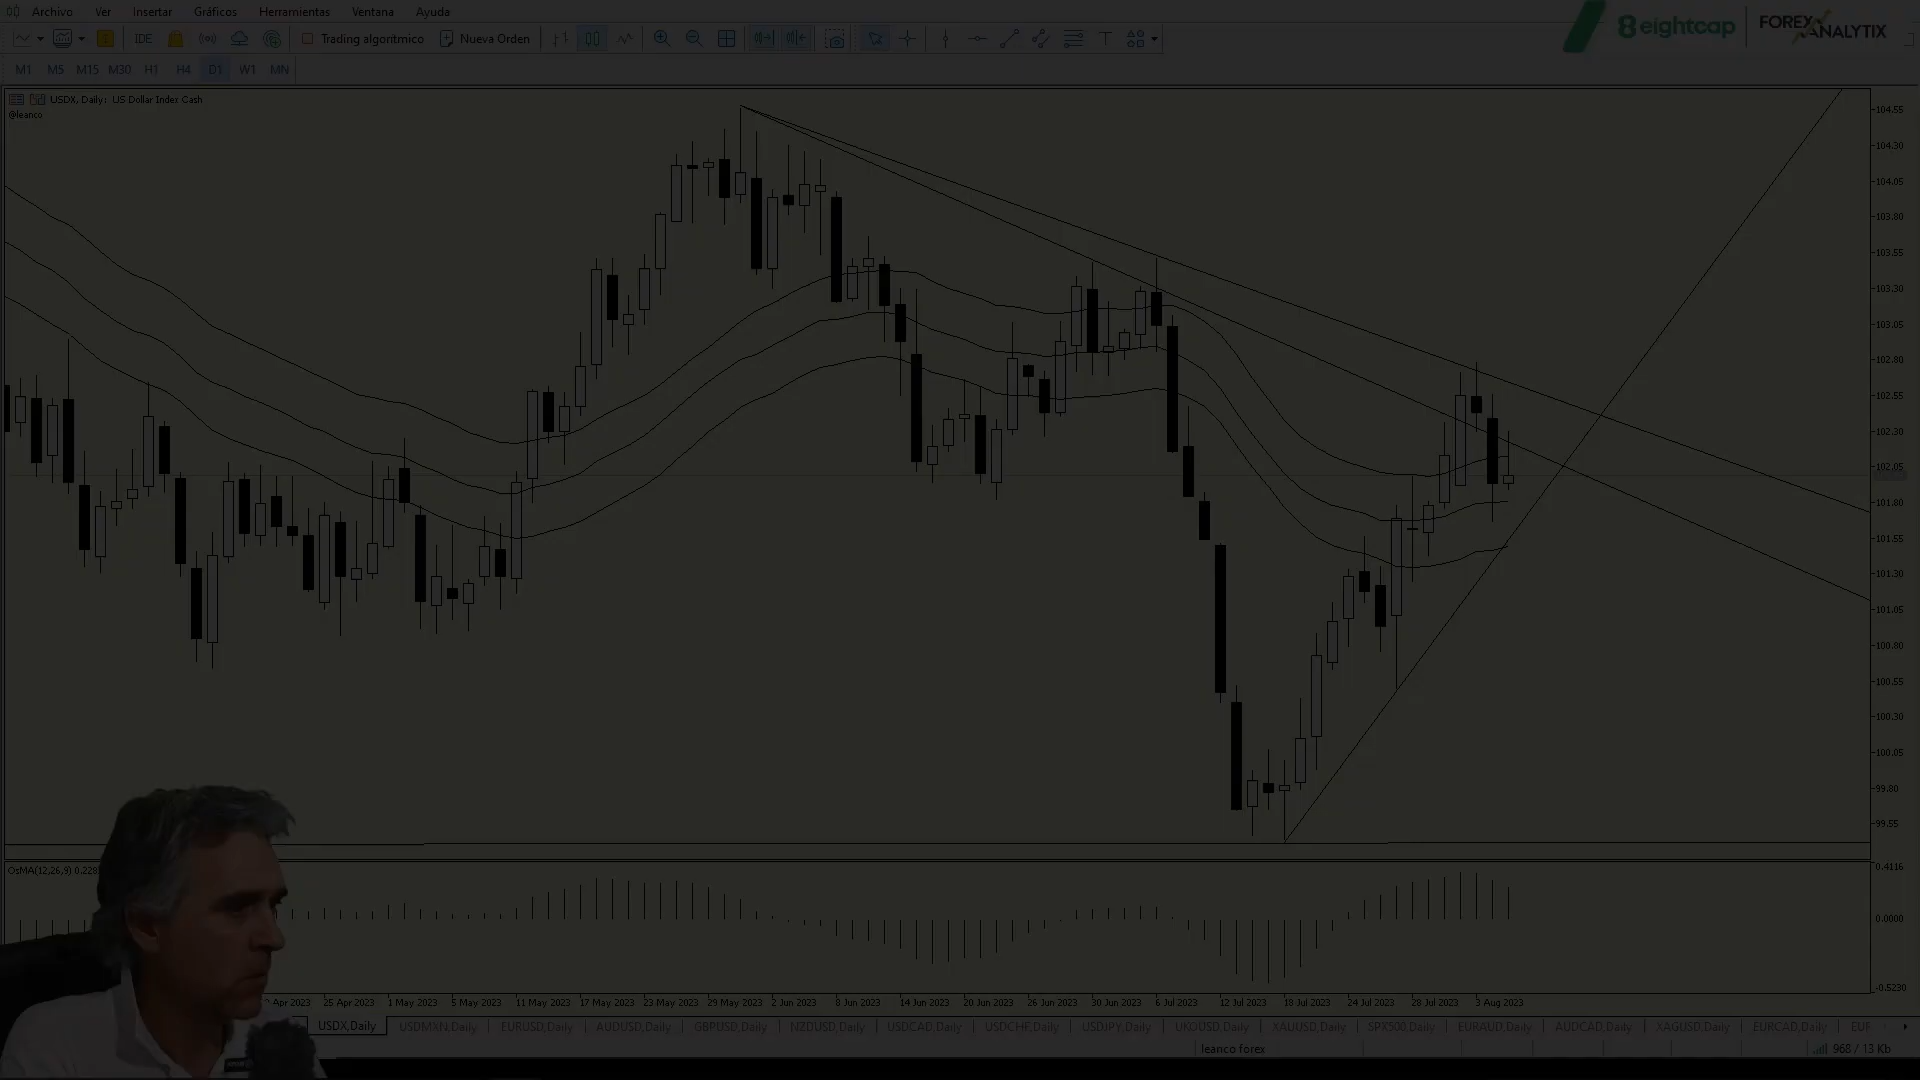 Archivo Ver Insertar Gráficos Herramientas Ventana Ayuda
IDE Trading algorítmico Nueva Orden
8 eightcap FOREX ANALYTIX
M1 M5 M15 M30 H1 H4 D1 W1 MN
USDX, Daily: US Dollar Index Cash
@leanco
104.55
104.30
104.05
103.80
103.55
103.30
103.05
102.80
102.55
102.30
102.05
101.80
101.55
101.30
101.05
100.80
100.55
100.30
100.05
99.80
99.55
OsMA(12,26,9) 0.228
0.4116
0.0000
-0.5230
Apr 2023 25 Apr 2023 1 May 2023 5 May 2023 11 May 2023 17 May 2023 23 May 2023 29 May 2023 2 Jun 2023 8 Jun 2023 14 Jun 2023 20 Jun 2023 26 Jun 2023 30 Jun 2023 6 Jul 2023 12 Jul 2023 18 Jul 2023 24 Jul 2023 28 Jul 2023 3 Aug 2023
USDX,Daily USDMXN,Daily EURUSD,Daily AUDUSD,Daily GBPUSD,Daily NZDUSD,Daily USDCAD,Daily USDCHF,Daily USDJPY,Daily UKOUSD,Daily XAUUSD,Daily SPX500,Daily EURAUD,Daily AUDCAD,Daily XAGUSD,Daily EURCAD,Daily EUF
leanco forex 968 / 13 Kb